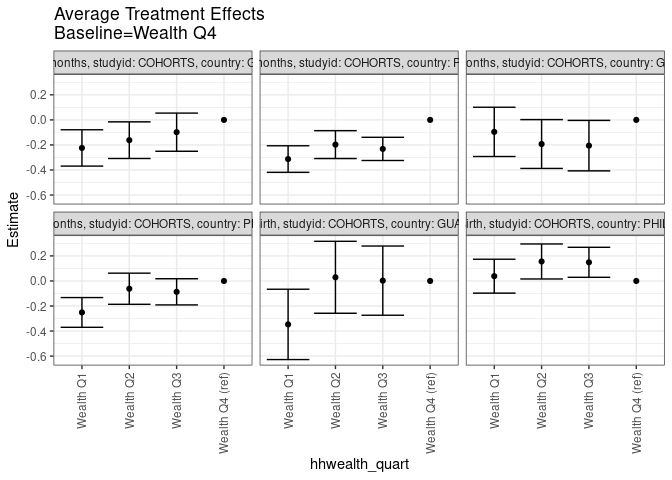 Average Treatment Effects
Baseline=Wealth Q4
months, studyid: COHORTS, country: G
months, studyid: COHORTS, country: P
months, studyid: COHORTS, country: G
0.2
0.0
-0.2
-0.4
-0.6
Estimate
onths, studyid: COHORTS, country: PI
irth, studyid: COHORTS, country: GUA
irth, studyid: COHORTS, country: PHIL
0.2
0.0
-0.2
-0.4
-0.6
Wealth Q1
Wealth Q2
Wealth Q3
Wealth Q4 (ref)
Wealth Q1
Wealth Q2
Wealth Q3
Wealth Q4 (ref)
Wealth Q1
Wealth Q2
Wealth Q3
Wealth Q4 (ref)
hhwealth_quart